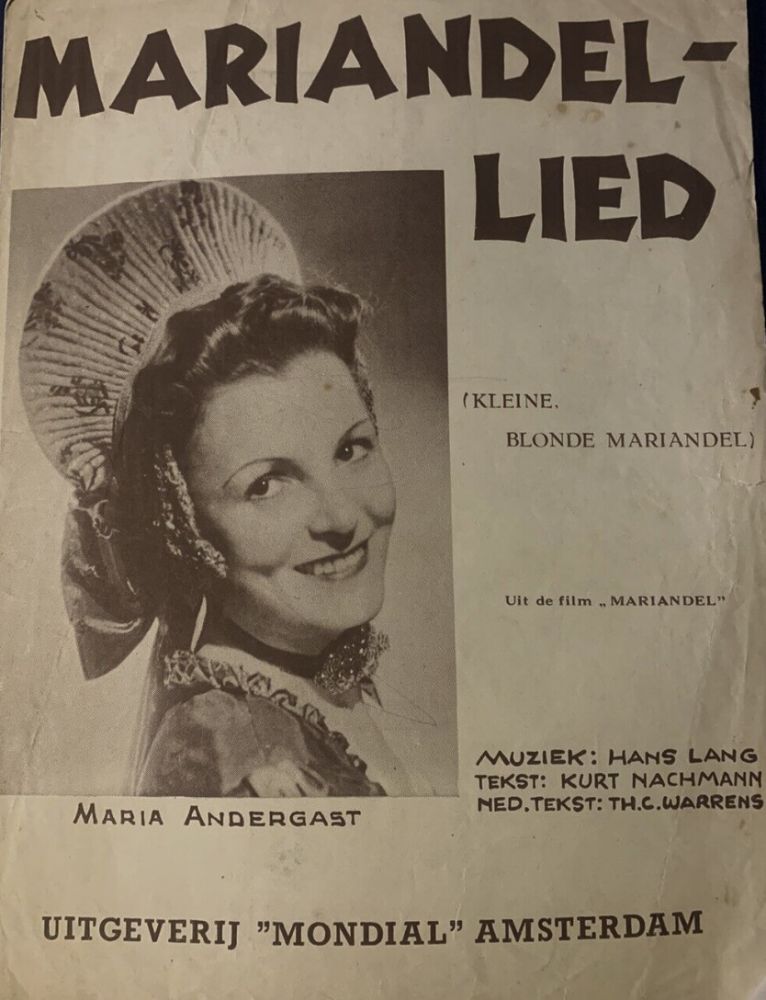 MARIANDEL-
LIED
(KLEINE,
BLONDE MARIANDEL)
Uit de film „MARIANDEL”
MUZIEK: HANS LANG
TEKST: KURT NACHMANN
NED. TEKST: TH.C.WARRENS
MARIA ANDERGAST
UITGEVERIJ ”MONDIAL” AMSTERDAM